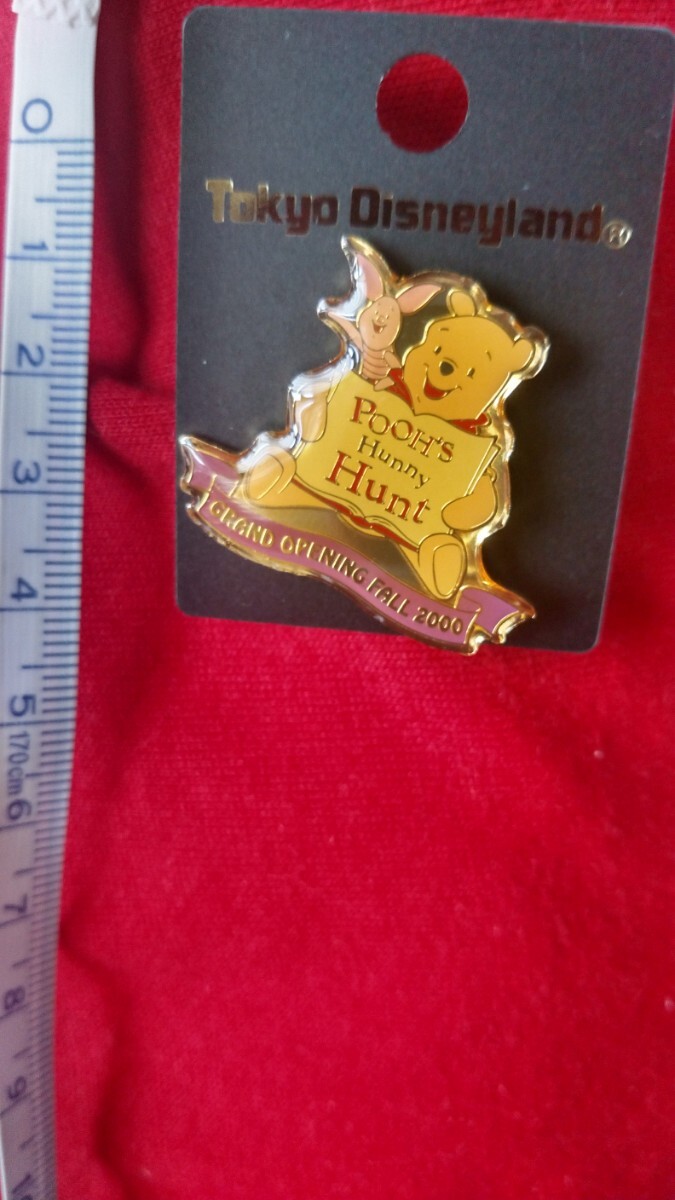 Tokyo Disneyland®
POOH'S
Hunny
Hunt
GRAND OPENING FALL 2000
0
1
2
3
4
5
170cm
6
7
8
9